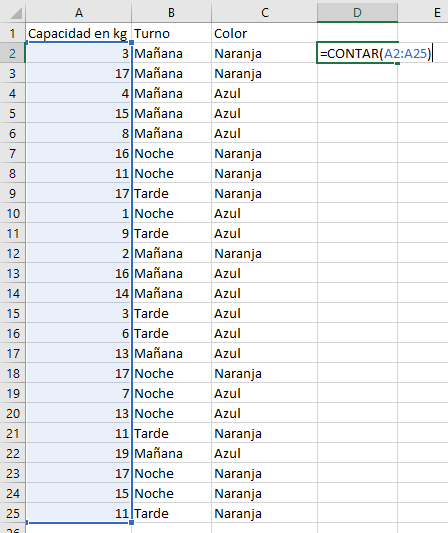 A B C D E
1 Capacidad en kg Turno Color
2 3 Mañana Naranja =CONTAR(A2:A25)
3 17 Mañana Naranja
4 4 Mañana Azul
5 15 Mañana Azul
6 8 Mañana Azul
7 16 Noche Naranja
8 11 Noche Naranja
9 17 Tarde Naranja
10 1 Noche Azul
11 9 Tarde Azul
12 2 Mañana Naranja
13 16 Mañana Azul
14 14 Mañana Azul
15 3 Tarde Azul
16 6 Tarde Azul
17 13 Mañana Azul
18 17 Noche Naranja
19 7 Noche Azul
20 13 Noche Azul
21 11 Tarde Naranja
22 19 Mañana Azul
23 17 Noche Naranja
24 15 Noche Naranja
25 11 Tarde Naranja